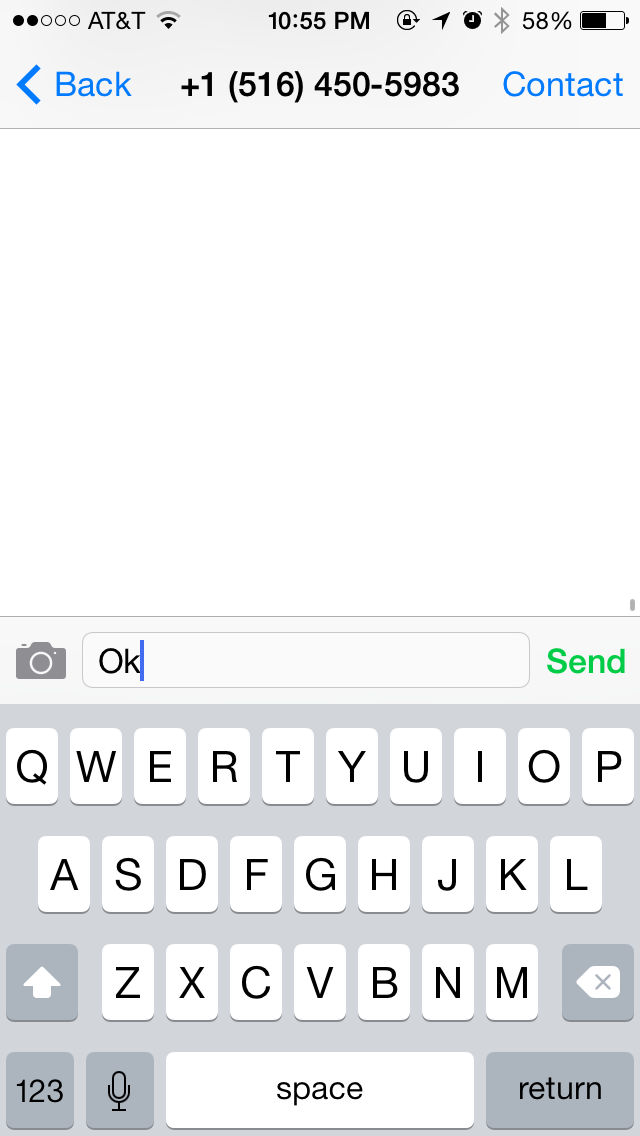 AT&T 10:55 PM 58%
Back +1 (516) 450-5983 Contact
Ok Send
Q W E R T Y U I O P
A S D F G H J K L
Z X C V B N M
123 space return